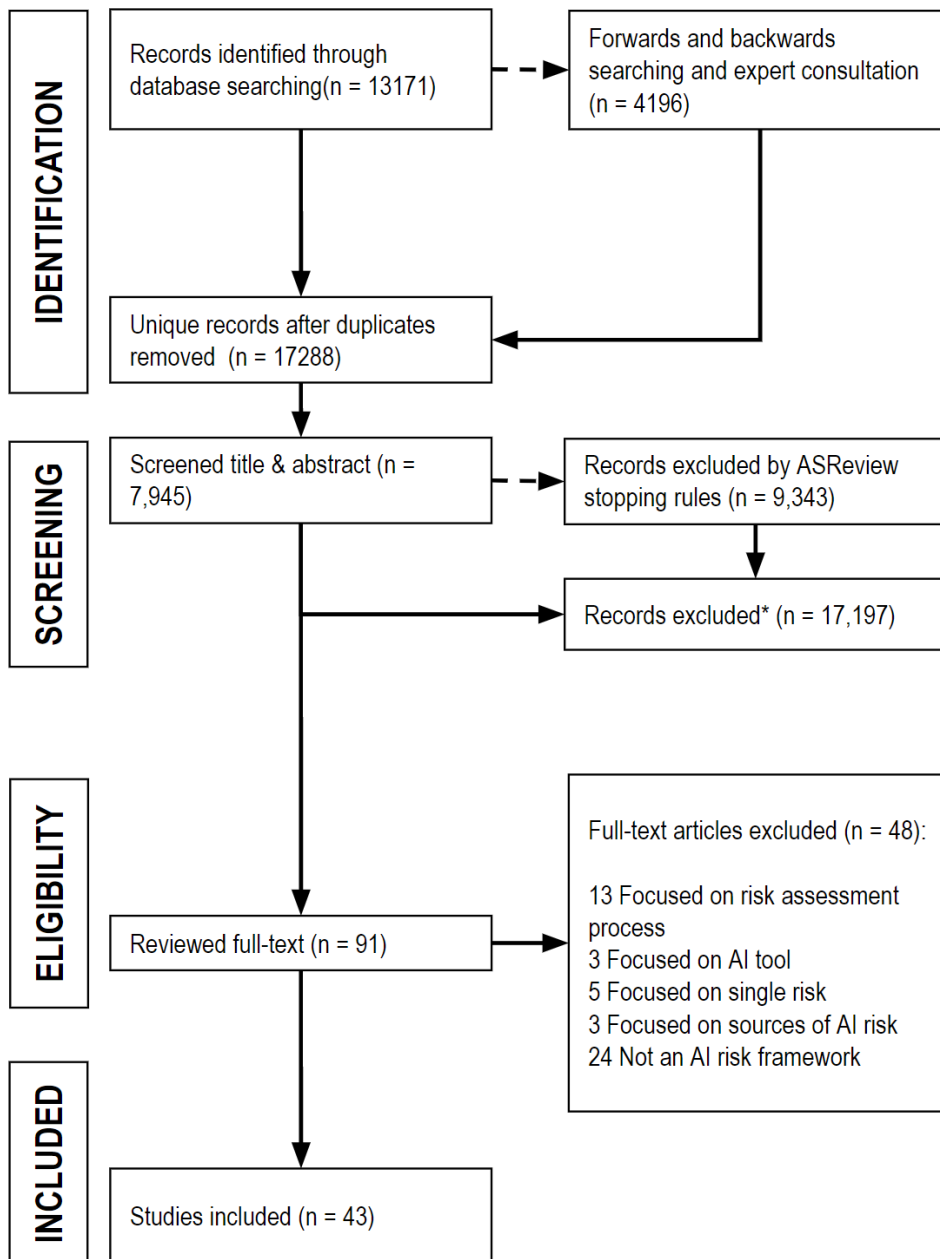 IDENTIFICATION
Records identified through
database searching(n = 13171)
Forwards and backwards
searching and expert consultation
(n = 4196)
Unique records after duplicates
removed  (n = 17288)
SCREENING
Screened title & abstract (n =
7,945)
Records excluded by ASReview
stopping rules (n = 9,343)
Records excluded* (n = 17,197)
ELIGIBILITY
Reviewed full-text (n = 91)
Full-text articles excluded (n = 48):
13 Focused on risk assessment
process
3 Focused on AI tool
5 Focused on single risk
3 Focused on sources of AI risk
24 Not an AI risk framework
INCLUDED
Studies included (n = 43)